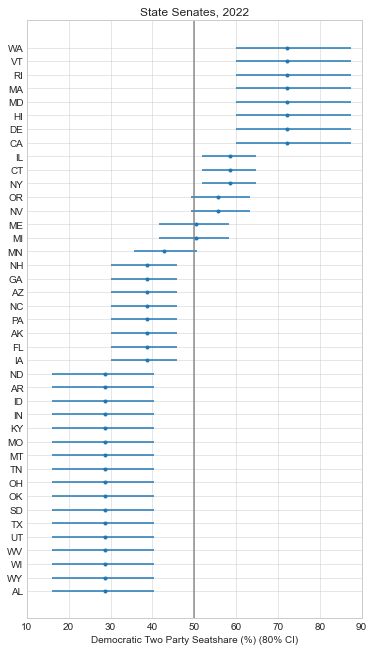 State Senates, 2022
WA
VT
RI
MA
MD
HI
DE
CA
IL
CT
NY
OR
NV
ME
MI
MN
NH
GA
AZ
NC
PA
AK
FL
IA
ND
AR
ID
IN
KY
MO
MT
TN
OH
OK
SD
TX
UT
WV
WI
WY
AL
10 20 30 40 50 60 70 80 90
Democratic Two Party Seatshare (%) (80% CI)